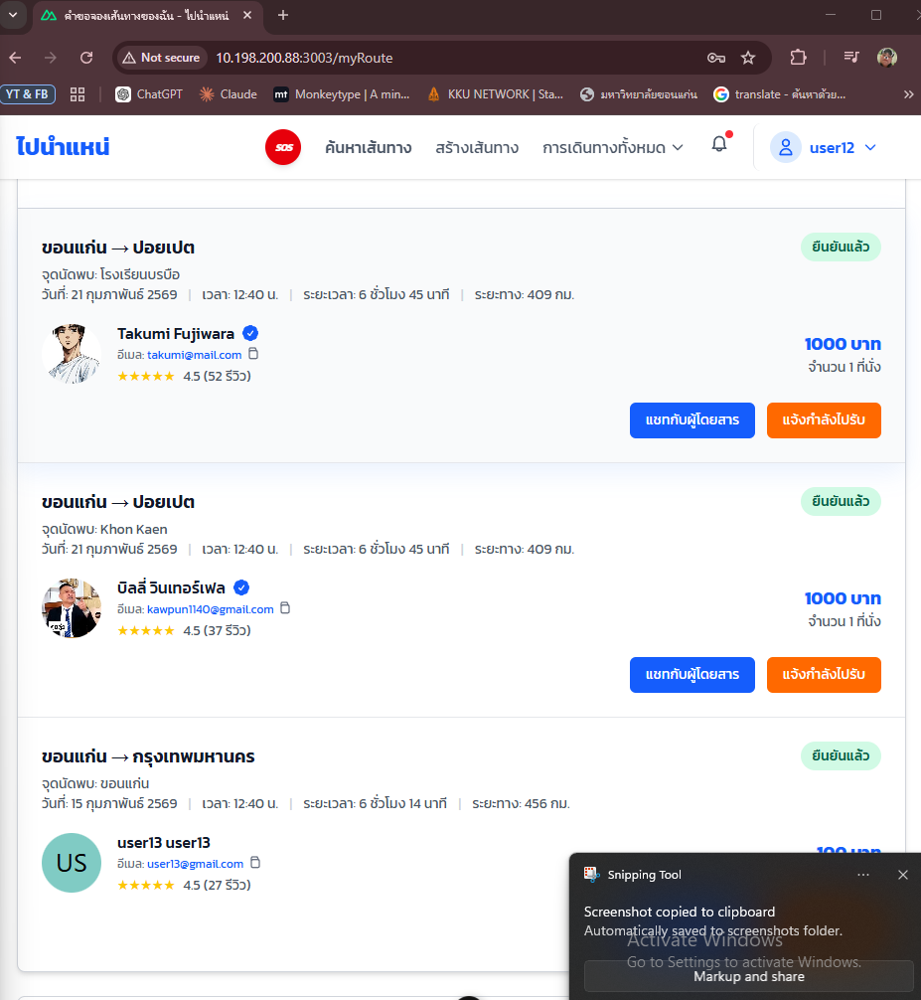 คำขอจองเส้นทางของฉัน - ไปนำแหน่
Not secure 10.198.200.88:3003/myRoute
YT & FB ChatGPT Claude mt Monkeytype | A min... KKU NETWORK | Sta... มหาวิทยาลัยขอนแก่น translate - ค้นหาด้วย...
ไปนำแหน่ SOS ค้นหาเส้นทาง สร้างเส้นทาง การเดินทางทั้งหมด user12
ขอนแก่น → ปอยเปต ยืนยันแล้ว
จุดนัดพบ: โรงเรียนบรบือ
วันที่: 21 กุมภาพันธ์ 2569 | เวลา: 12:40 น. | ระยะเวลา: 6 ชั่วโมง 45 นาที | ระยะทาง: 409 กม.
Takumi Fujiwara
อีเมล: takumi@mail.com
★★★★★ 4.5 (52 รีวิว)
1000 บาท
จำนวน 1 ที่นั่ง
แชทกับผู้โดยสาร แจ้งกำลังไปรับ
ขอนแก่น → ปอยเปต ยืนยันแล้ว
จุดนัดพบ: Khon Kaen
วันที่: 21 กุมภาพันธ์ 2569 | เวลา: 12:40 น. | ระยะเวลา: 6 ชั่วโมง 45 นาที | ระยะทาง: 409 กม.
บิลลี่ วินเทอร์เฟล
อีเมล: kawpun1140@gmail.com
★★★★★ 4.5 (37 รีวิว)
1000 บาท
จำนวน 1 ที่นั่ง
แชทกับผู้โดยสาร แจ้งกำลังไปรับ
ขอนแก่น → กรุงเทพมหานคร ยืนยันแล้ว
จุดนัดพบ: ขอนแก่น
วันที่: 15 กุมภาพันธ์ 2569 | เวลา: 12:40 น. | ระยะเวลา: 6 ชั่วโมง 14 นาที | ระยะทาง: 456 กม.
US
user13 user13
อีเมล: user13@gmail.com
★★★★★ 4.5 (27 รีวิว)
100 บาท
Snipping Tool
Screenshot copied to clipboard
Automatically saved to screenshots folder.
Activate Windows
Go to Settings to activate Windows.
Markup and share